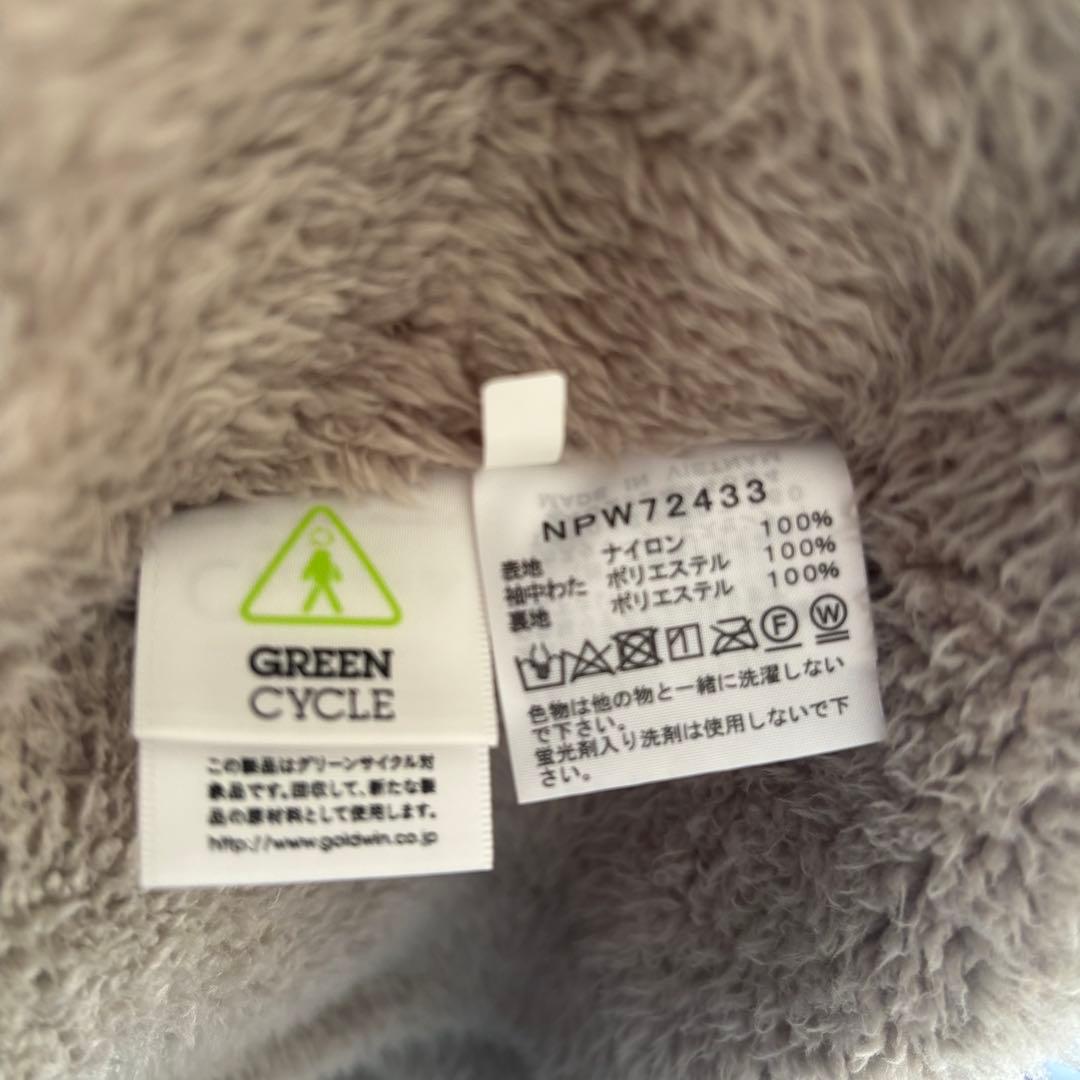 GREEN
CYCLE
この製品はグリーンサイクル対
象品です。回収して、新たな製
品の原材料として使用します。
http://www.goldwin.co.jp
NPW72433
表地 ナイロン 100%
袖中わた ポリエステル 100%
裏地 ポリエステル 100%
F W
色物は他の物と一緒に洗濯しない
で下さい。
蛍光剤入り洗剤は使用しないで下
さい。